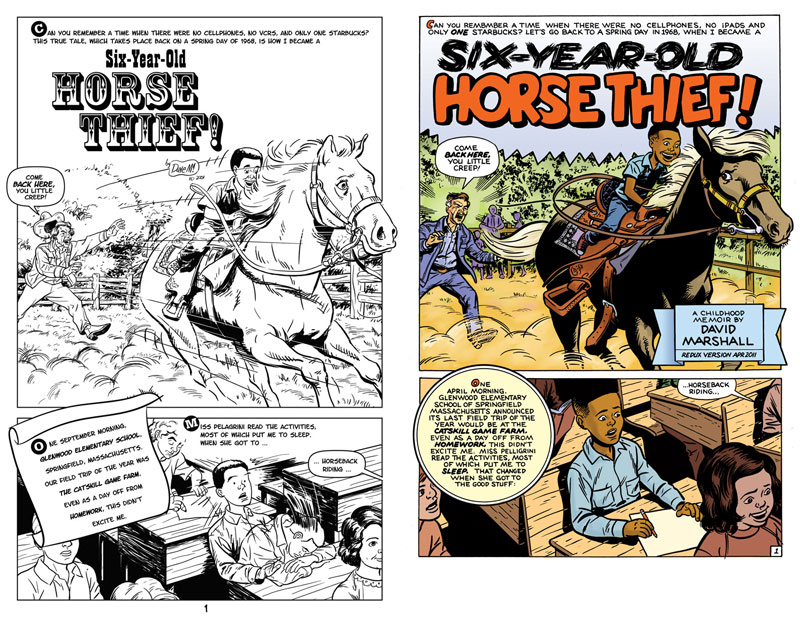 CAN YOU REMEMBER A TIME WHEN THERE WERE NO CELLPHONES, NO VCRS, AND ONLY ONE STARBUCKS?
THIS TRUE TALE, WHICH TAKES PLACE BACK ON A SPRING DAY OF 1968, IS HOW I BECAME A
Six-Year-Old
HORSE
THIEF!
by
COME
BACK HERE,
YOU LITTLE
CREEP!
ONE SEPTEMBER MORNING,
GLENWOOD ELEMENTARY SCHOOL,
SPRINGFIELD, MASSACHUSETTS.
OUR FIELD TRIP OF THE YEAR WAS
THE CATSKILL GAME FARM.
EVEN AS A DAY OFF FROM
HOMEWORK, THIS DIDN'T
EXCITE ME.
MISS PELAGRINI READ THE ACTIVITIES,
MOST OF WHICH PUT ME TO SLEEP.
WHEN SHE GOT TO ...
... HORSEBACK
RIDING ...
1
CAN YOU REMEMBER A TIME WHEN THERE WERE NO CELLPHONES, NO IPADS AND
ONLY ONE STARBUCKS? LET'S GO BACK TO A SPRING DAY IN 1968, WHEN I BECAME A
SIX-YEAR-OLD
HORSE THIEF!
COME
BACK HERE,
YOU LITTLE
CREEP!
A CHILDHOOD
MEMOIR BY
DAVID
MARSHALL
REDUX VERSION APR.2011
ONE
APRIL MORNING,
GLENWOOD ELEMENTARY
SCHOOL OF SPRINGFIELD
MASSACHUSETTS ANNOUNCED
ITS LAST FIELD TRIP OF THE
YEAR WOULD BE AT THE
CATSKILL GAME FARM.
EVEN AS A DAY OFF FROM
HOMEWORK, THIS DIDN'T
EXCITE ME. MISS PELLIGRINI
READ THE ACTIVITIES, MOST
OF WHICH PUT ME TO
SLEEP. THAT CHANGED
WHEN SHE GOT TO
THE GOOD STUFF:
...HORSEBACK
RIDING...
1